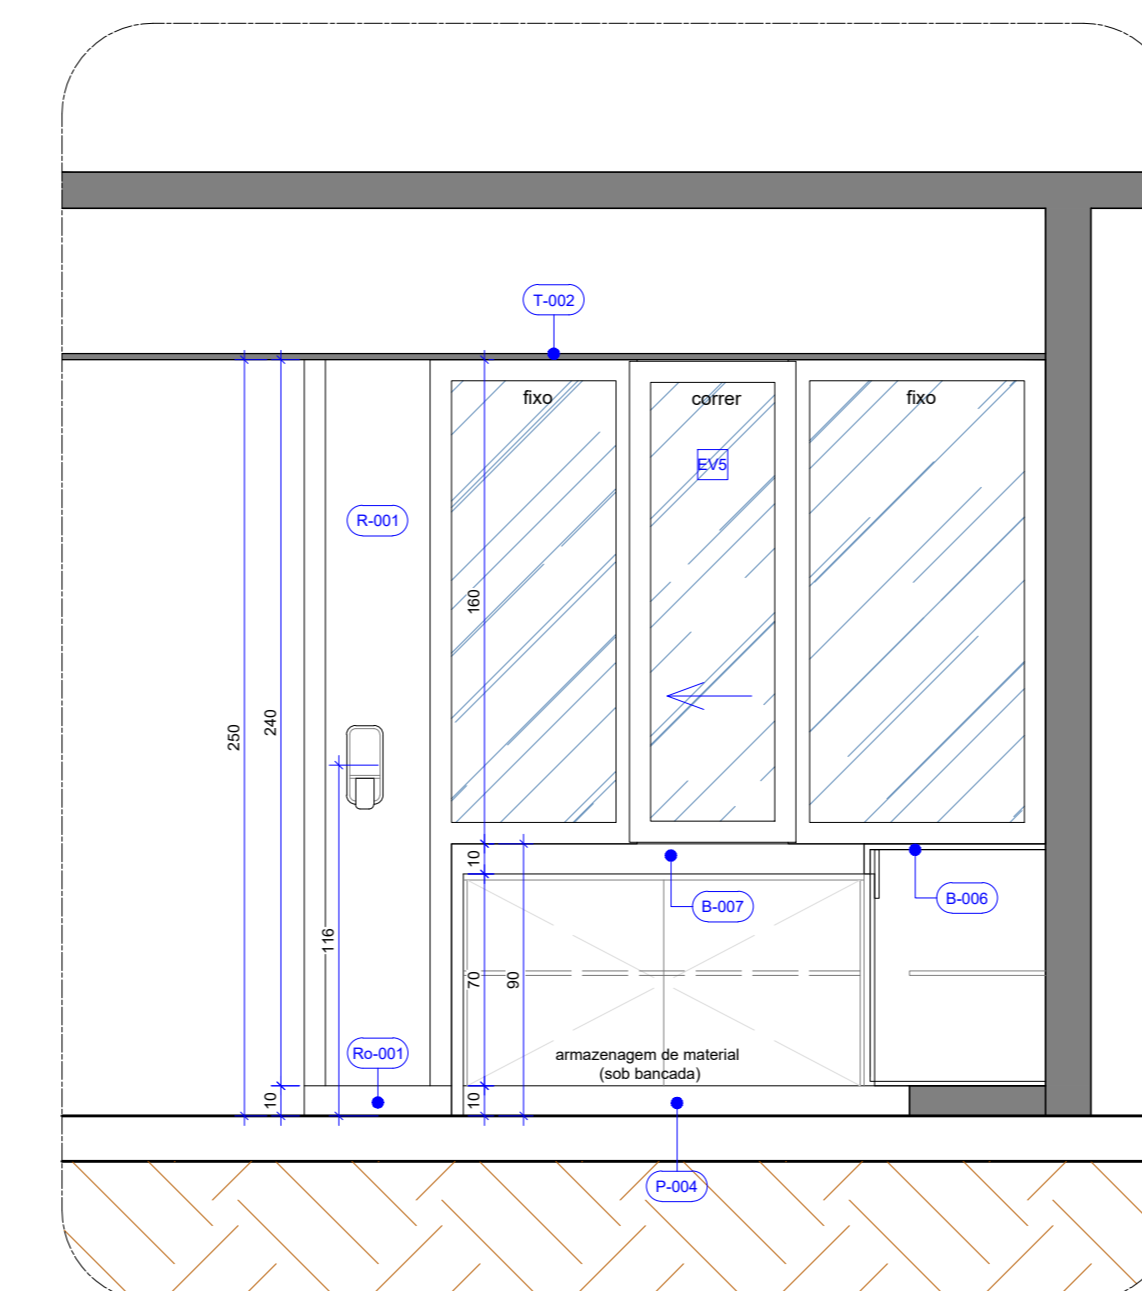 T-002
fixo
correr
fixo
EV5
R-001
160
250
240
10
B-007
B-006
116
70
90
Ro-001
armazenagem de material
(sob bancada)
10
10
P-004